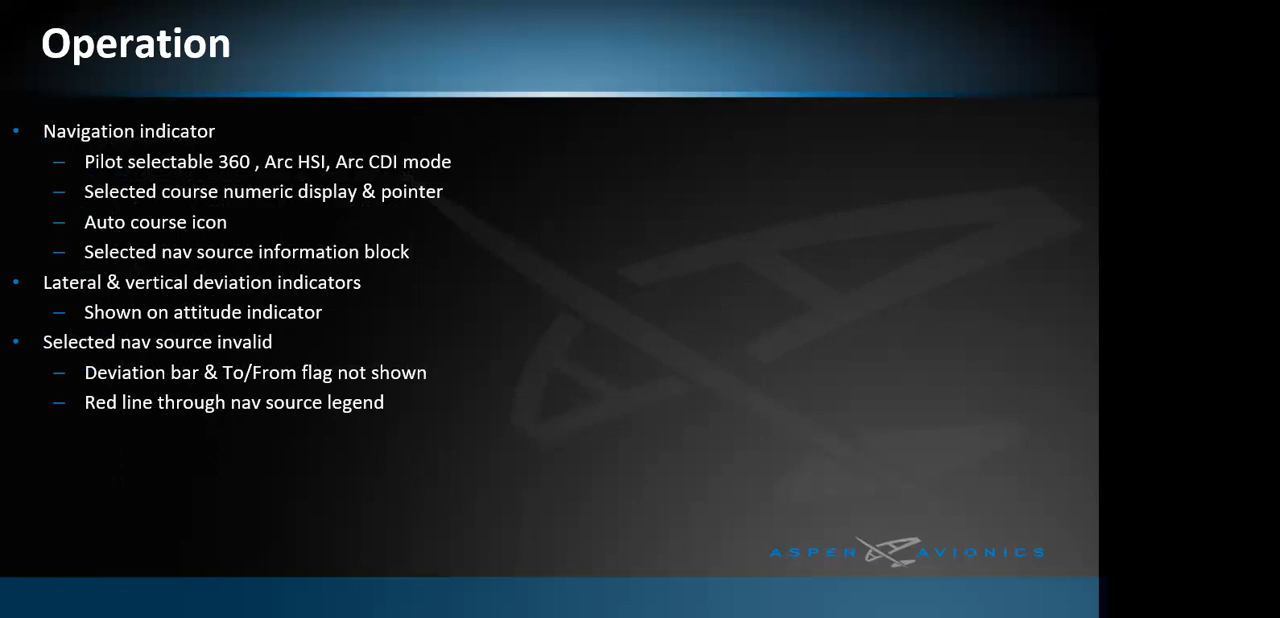 Operation
• Navigation indicator
– Pilot selectable 360 , Arc HSI, Arc CDI mode
– Selected course numeric display & pointer
– Auto course icon
– Selected nav source information block
• Lateral & vertical deviation indicators
– Shown on attitude indicator
• Selected nav source invalid
– Deviation bar & To/From flag not shown
– Red line through nav source legend
ASPEN AVIONICS